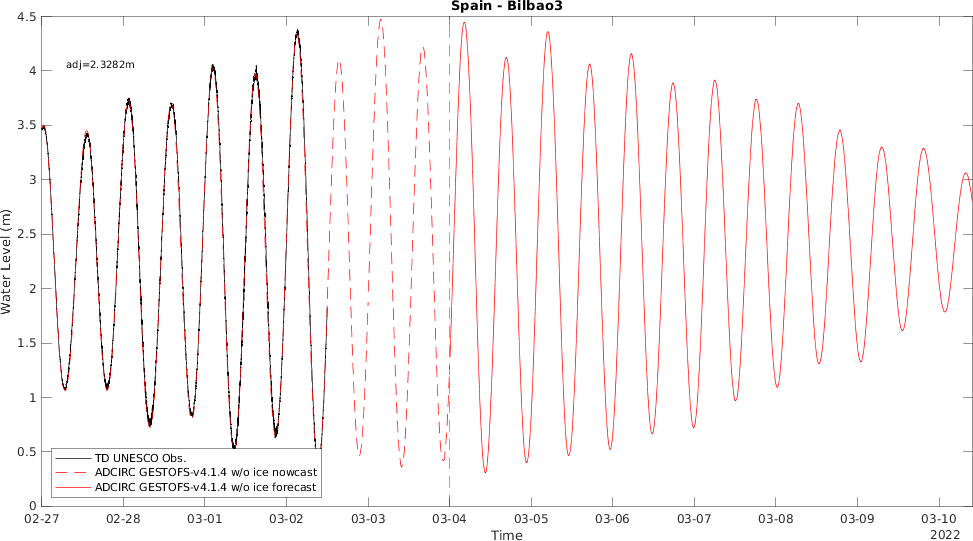 Spain - Bilbao3
4.5
4
3.5
3
2.5
2
1.5
1
0.5
0
Water Level (m)
adj=2.3282m
TD UNESCO Obs.
ADCIRC GESTOFS-v4.1.4 w/o ice nowcast
ADCIRC GESTOFS-v4.1.4 w/o ice forecast
02-27 02-28 03-01 03-02 03-03 03-04 03-05 03-06 03-07 03-08 03-09 03-10
Time
2022